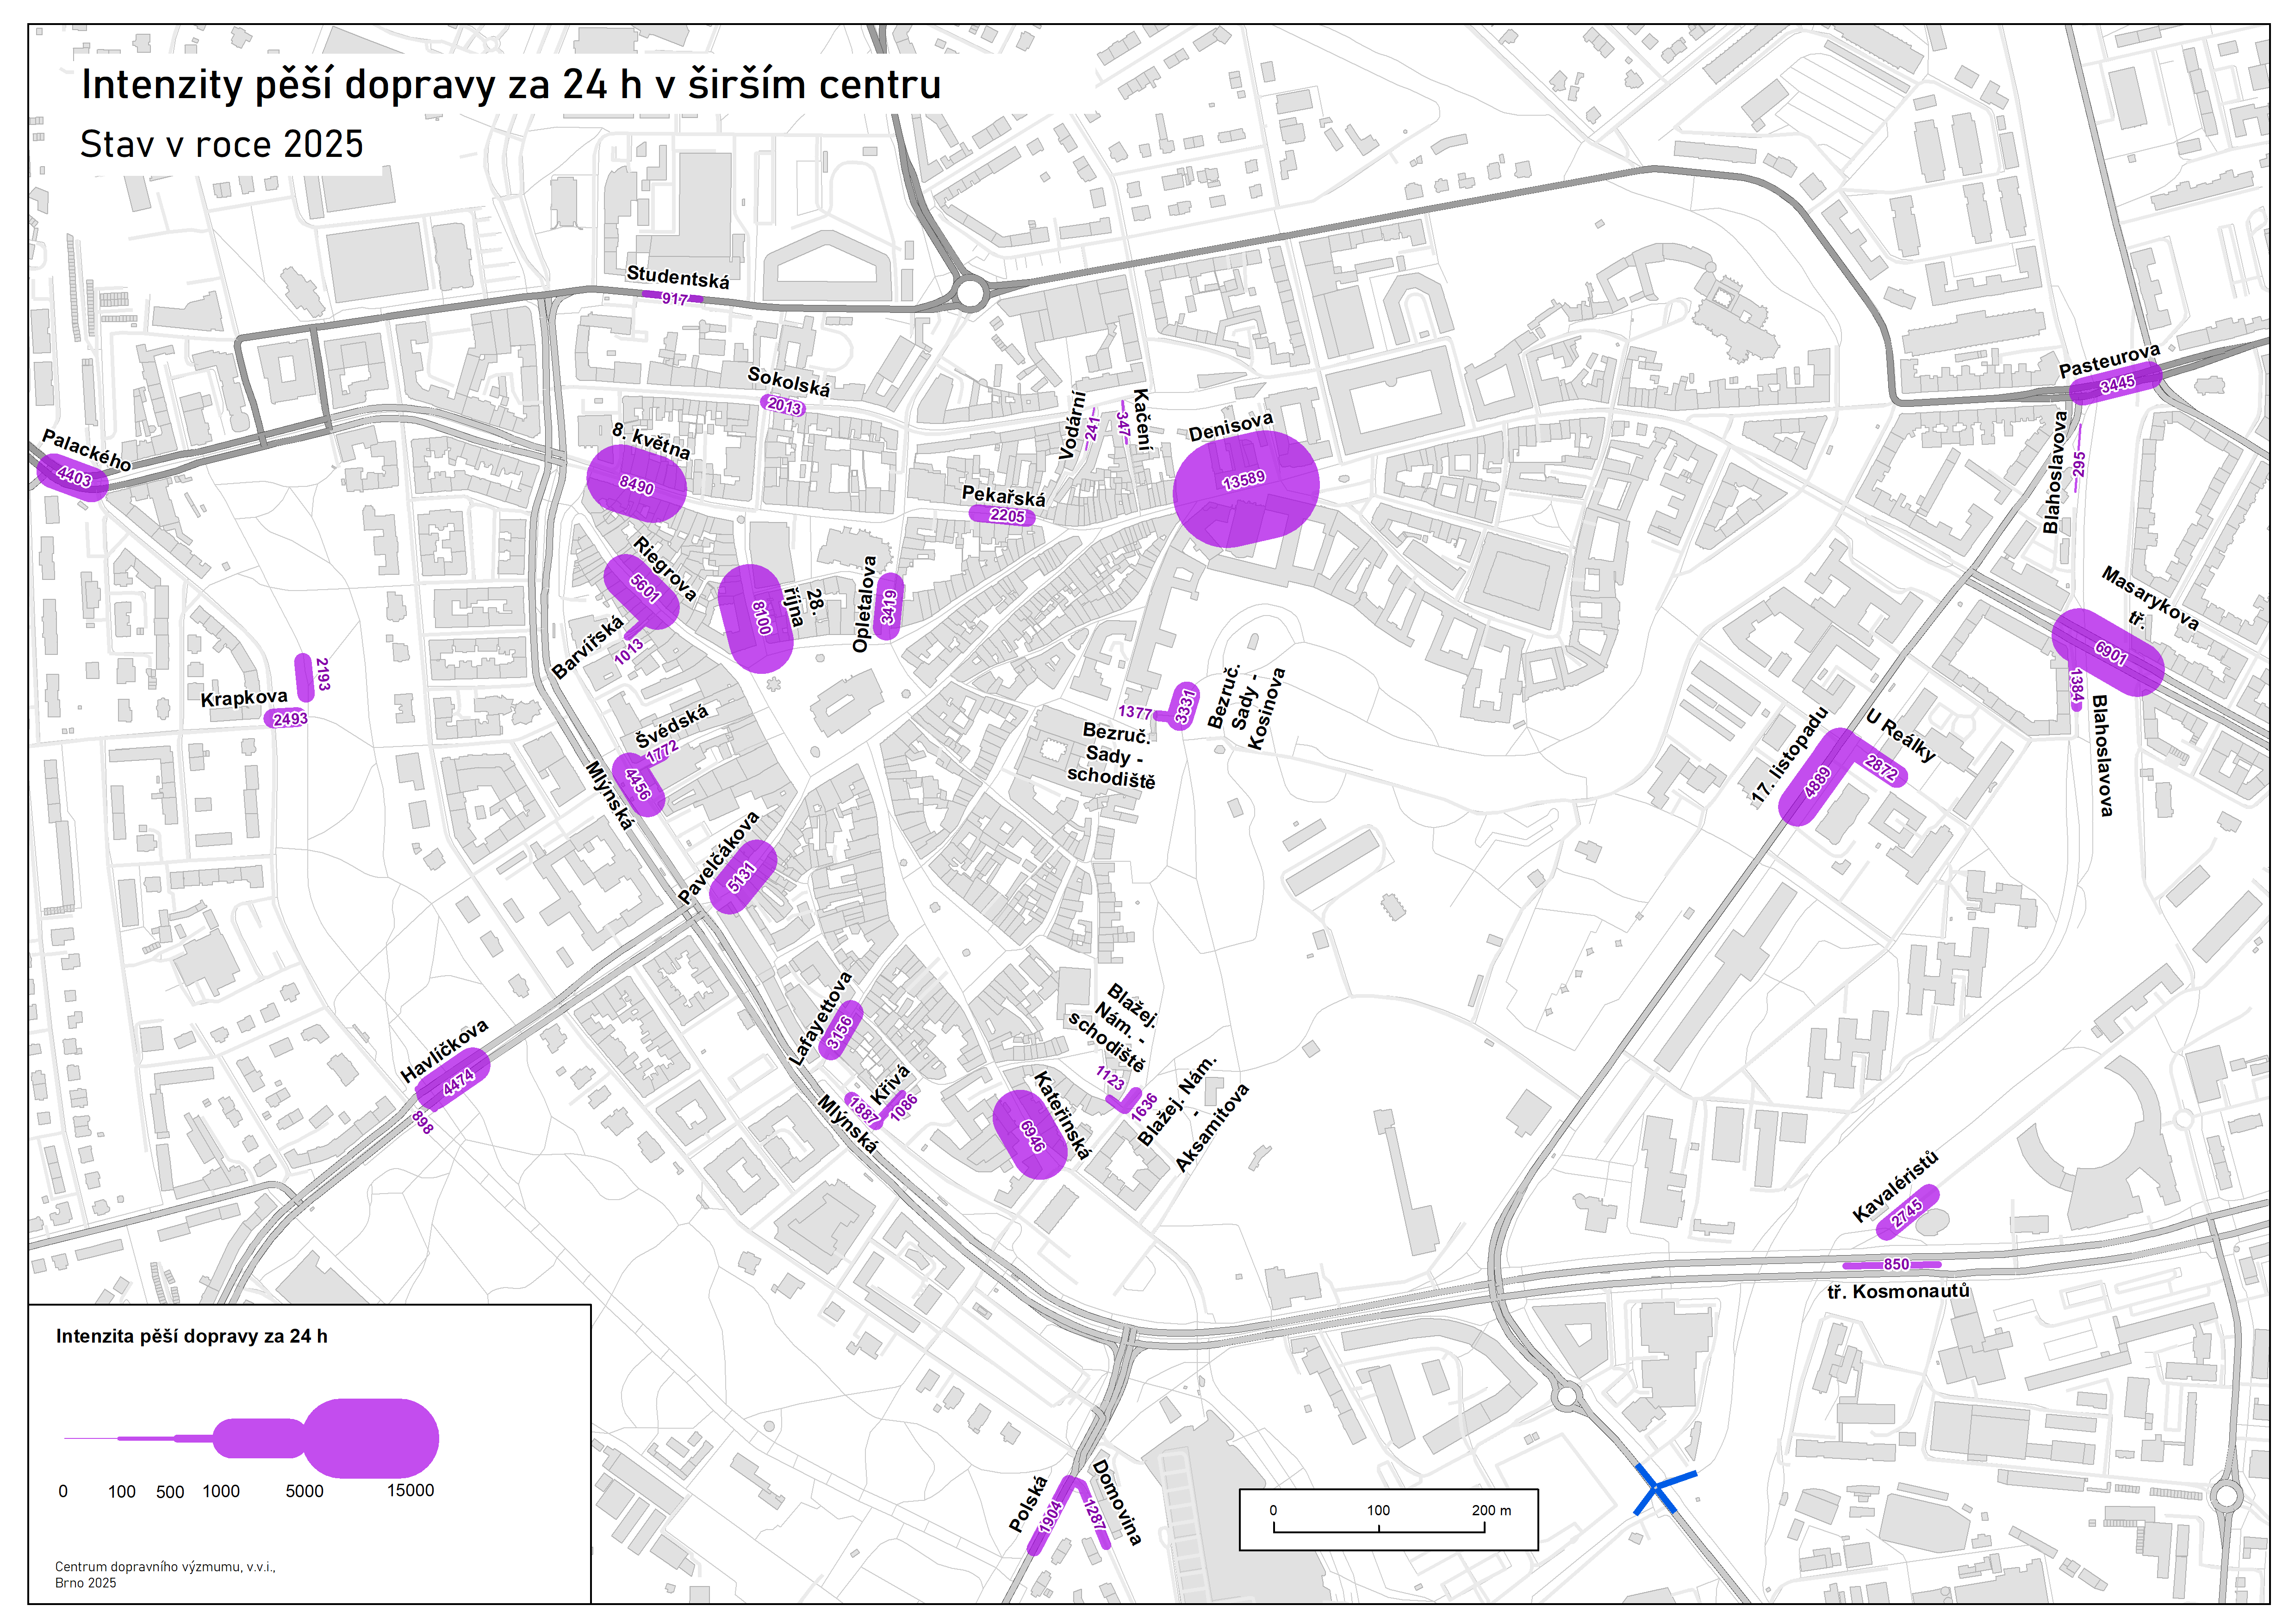 Intenzity pěší dopravy za 24 h v širším centru
Stav v roce 2025
Studentská
917
Sokolská
2013
Pasteurova
3445
Vodární
241
Kačení
347
Denisova
13589
Blahoslavova
295
8. května
8490
Palackého
4403
Pekařská
2205
Riegrova
5601
28.
října
8100
Opletalova
3419
Barvířská
1013
Masarykova
tř.
6901
1384
Blahoslavova
2193
Krapkova
2493
Švédská
1772
4456
Mlýnská
1377
3331
Bezruč.
Sady -
Kosinova
Bezruč.
Sady -
schodiště
17. listopadu
4889
U Reálky
2872
Pavelčákova
5131
Lafayettova
3156
Havlíčkova
4474
898
Křivá
1887
1086
Mlýnská
Kateřinská
6946
Blažej.
Nám. -
schodiště
1123
1636
Blažej. Nám.
-
Aksamitova
Kavaléristů
2745
850
tř. Kosmonautů
Polská
1904
Domovina
1287
Intenzita pěší dopravy za 24 h
0 100 500 1000 5000 15000
Centrum dopravního výzmumu, v.v.i.,
Brno 2025
0 100 200 m